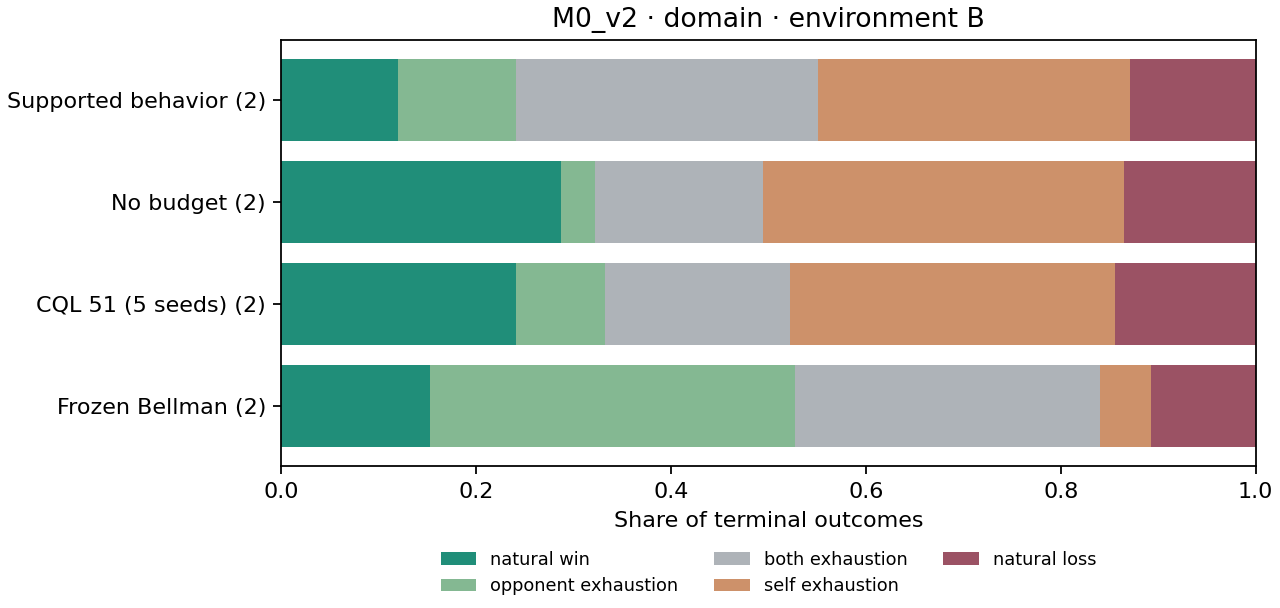 M0_v2 · domain · environment B
Supported behavior (2)
No budget (2)
CQL 51 (5 seeds) (2)
Frozen Bellman (2)
0.0 0.2 0.4 0.6 0.8 1.0
Share of terminal outcomes
natural win both exhaustion natural loss
opponent exhaustion self exhaustion